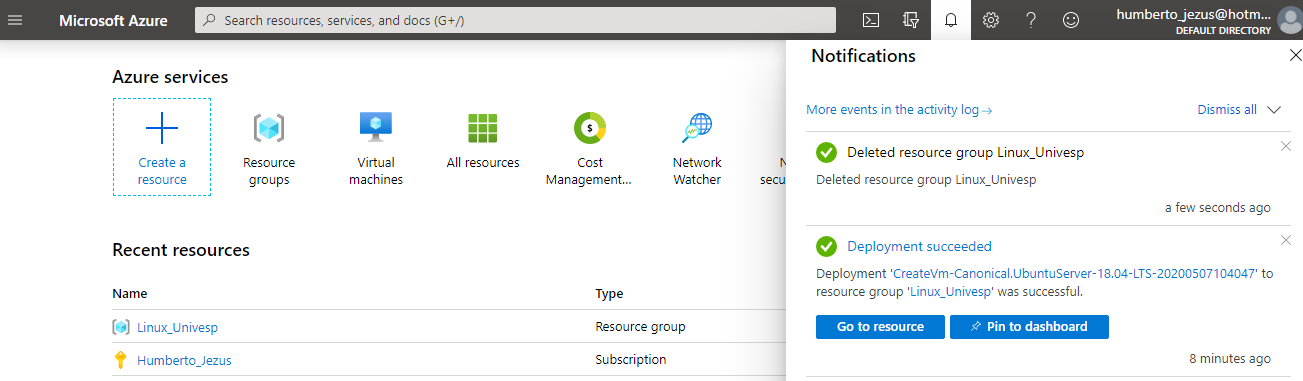 Microsoft Azure
Search resources, services, and docs (G+/)
humberto_jezus@hotm...
DEFAULT DIRECTORY
Azure services
Create a
resource
Resource
groups
Virtual
machines
All resources
Cost
Management...
Network
Watcher
N
secu
Recent resources
Name
Type
Linux_Univesp
Resource group
Humberto_Jezus
Subscription
Notifications
More events in the activity log →
Dismiss all
Deleted resource group Linux_Univesp
Deleted resource group Linux_Univesp
a few seconds ago
Deployment succeeded
Deployment 'CreateVm-Canonical.UbuntuServer-18.04-LTS-20200507104047' to
resource group 'Linux_Univesp' was successful.
Go to resource
Pin to dashboard
8 minutes ago